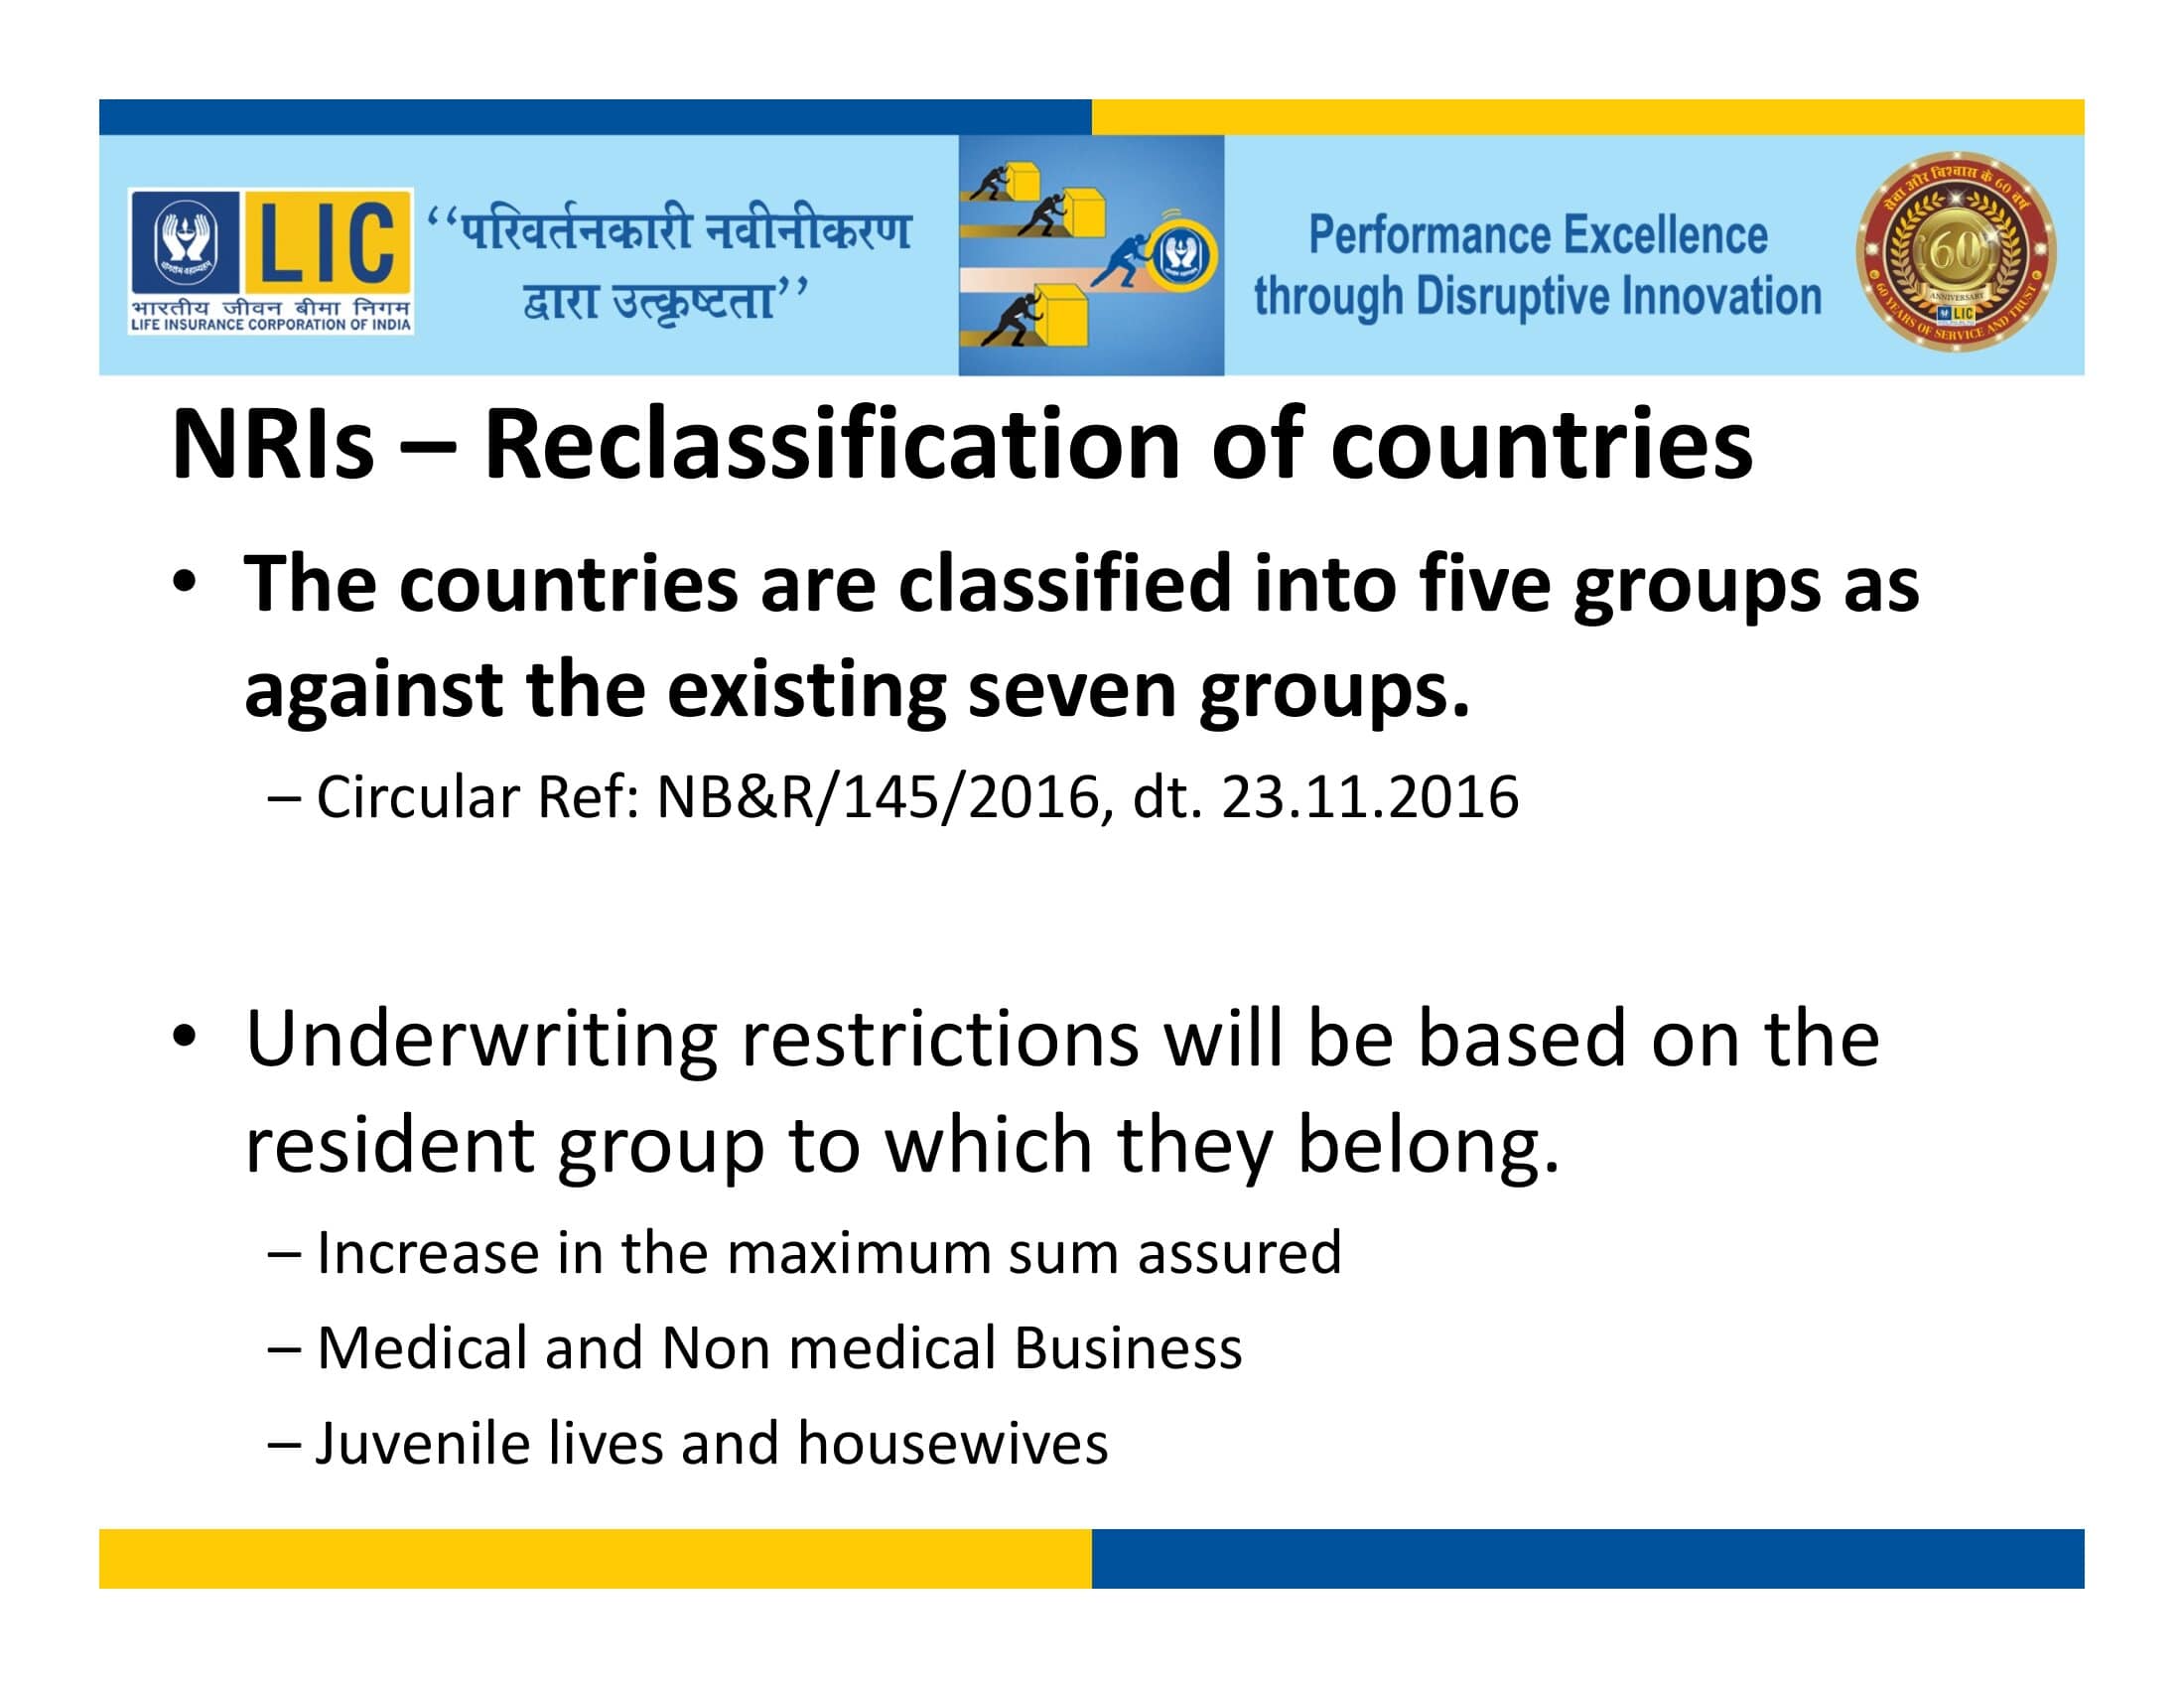 LIC
भारतीय जीवन बीमा निगम
LIFE INSURANCE CORPORATION OF INDIA
‘‘परिवर्तनकारी नवीनीकरण
द्वारा उत्कृष्टता’’
Performance Excellence
through Disruptive Innovation
सेवा और विश्वास के 60 वर्ष
60
ANNIVERSARY
LIC
60 YEARS OF SERVICE AND TRUST
NRIs – Reclassification of countries
• The countries are classified into five groups as
against the existing seven groups.
– Circular Ref: NB&R/145/2016, dt. 23.11.2016
• Underwriting restrictions will be based on the
resident group to which they belong.
– Increase in the maximum sum assured
– Medical and Non medical Business
– Juvenile lives and housewives